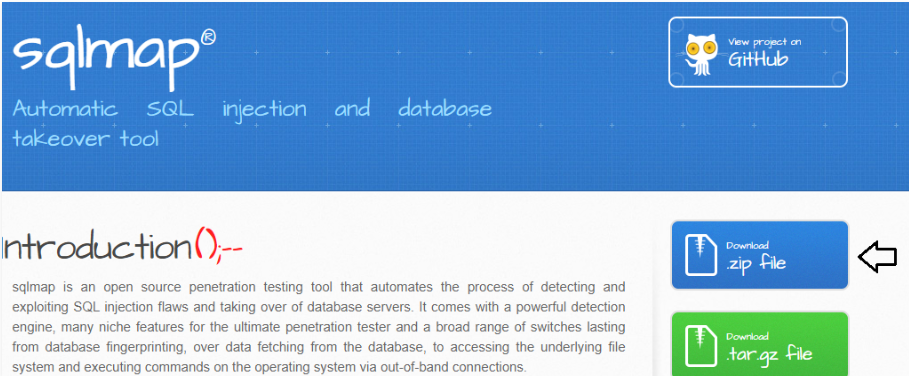 sqlmap®
Automatic SQL injection and database
takeover tool
View project on
GitHub
Introduction();--
sqlmap is an open source penetration testing tool that automates the process of detecting and
exploiting SQL injection flaws and taking over of database servers. It comes with a powerful detection
engine, many niche features for the ultimate penetration tester and a broad range of switches lasting
from database fingerprinting, over data fetching from the database, to accessing the underlying file
system and executing commands on the operating system via out-of-band connections.
Download
.zip file
Download
.tar.gz file